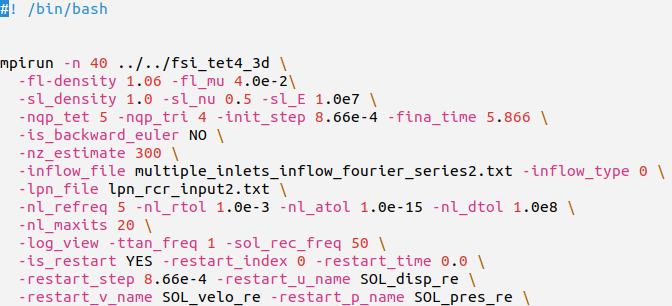 #! /bin/bash
mpirun -n 40 ../../fsi_tet4_3d \
-fl-density 1.06 -fl_mu 4.0e-2\
-sl_density 1.0 -sl_nu 0.5 -sl_E 1.0e7 \
-nqp_tet 5 -nqp_tri 4 -init_step 8.66e-4 -fina_time 5.866 \
-is_backward_euler NO \
-nz_estimate 300 \
-inflow_file multiple_inlets_inflow_fourier_series2.txt -inflow_type 0 \
-lpn_file lpn_rcr_input2.txt \
-nl_refreq 5 -nl_rtol 1.0e-3 -nl_atol 1.0e-15 -nl_dtol 1.0e8 \
-nl_maxits 20 \
-log_view -ttan_freq 1 -sol_rec_freq 50 \
-is_restart YES -restart_index 0 -restart_time 0.0 \
-restart_step 8.66e-4 -restart_u_name SOL_disp_re \
-restart_v_name SOL_velo_re -restart_p_name SOL_pres_re \